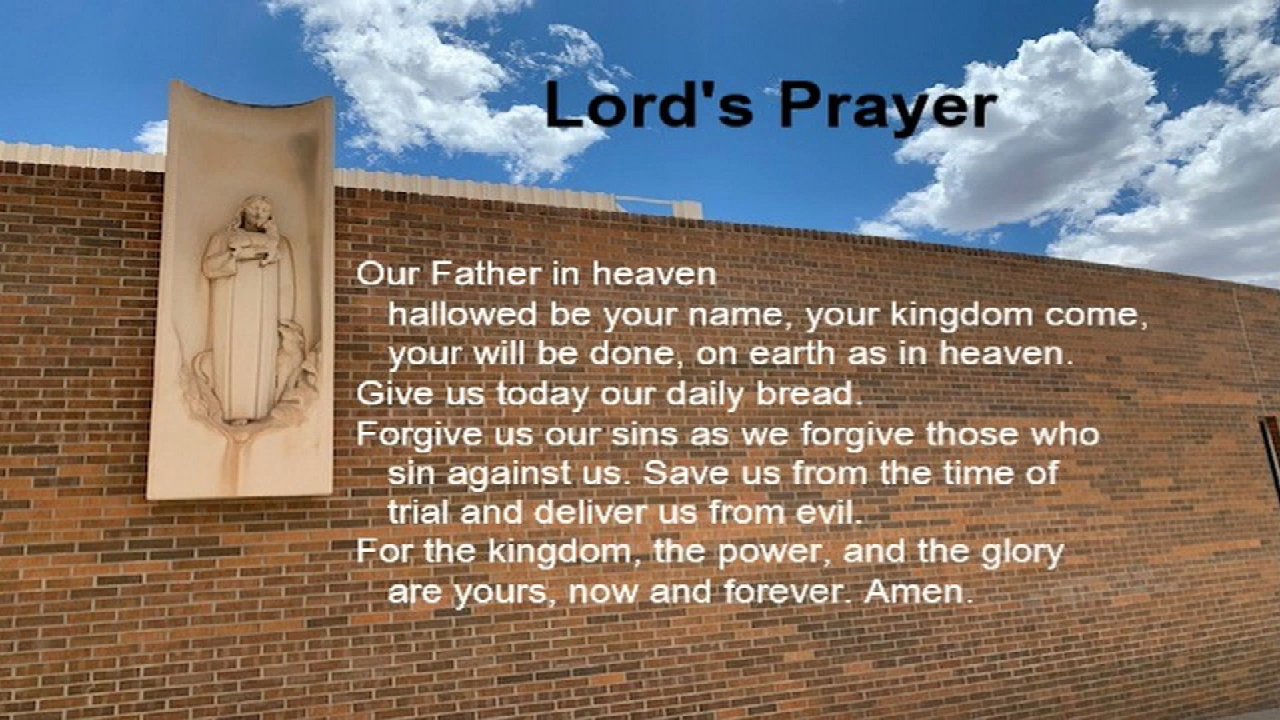 Lord's Prayer
Our Father in heaven
hallowed be your name, your kingdom come,
your will be done, on earth as in heaven.
Give us today our daily bread.
Forgive us our sins as we forgive those who
sin against us. Save us from the time of
trial and deliver us from evil.
For the kingdom, the power, and the glory
are yours, now and forever. Amen.